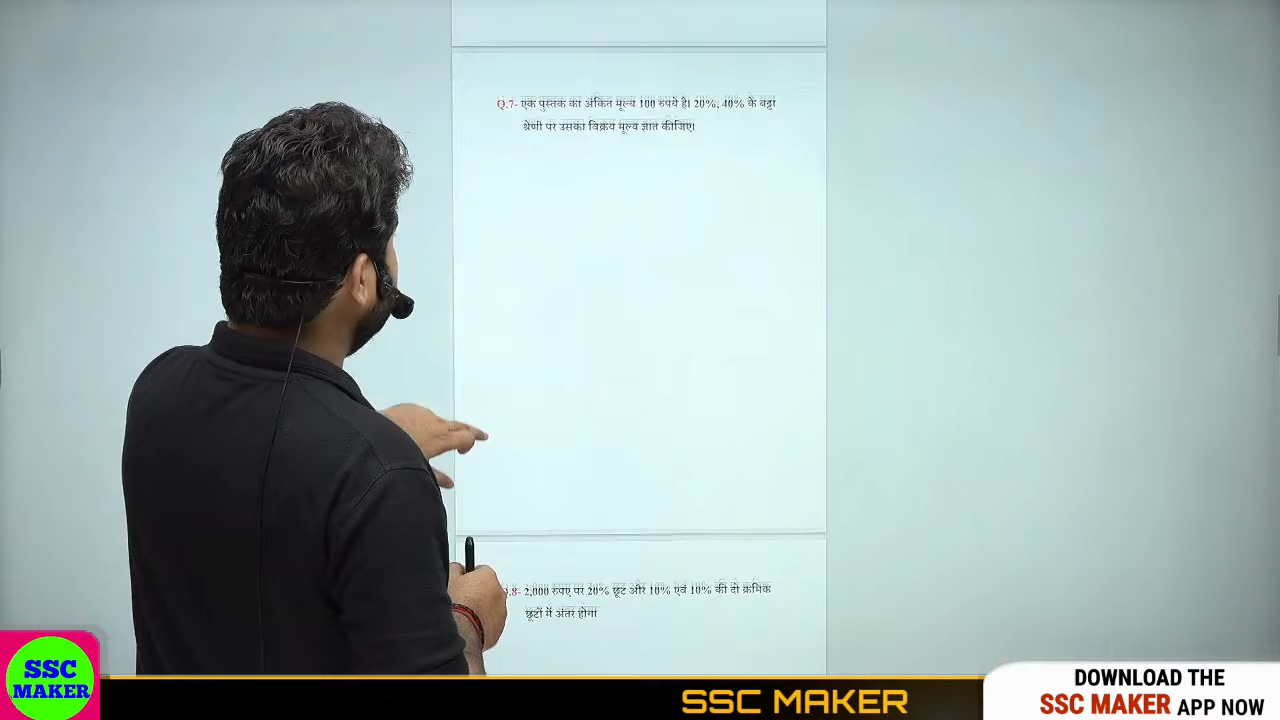 Q.7- एक पुस्तक का अंकित मूल्य 100 रुपये है। 20%, 40% के बट्टा
श्रेणी पर उसका विक्रय मूल्य ज्ञात कीजिए।
.8- 2,000 रुपए पर 20% छूट और 10% एवं 10% की दो क्रमिक
छूटों में अंतर होगा
SSC
MAKER
SSC MAKER
DOWNLOAD THE
SSC MAKER APP NOW